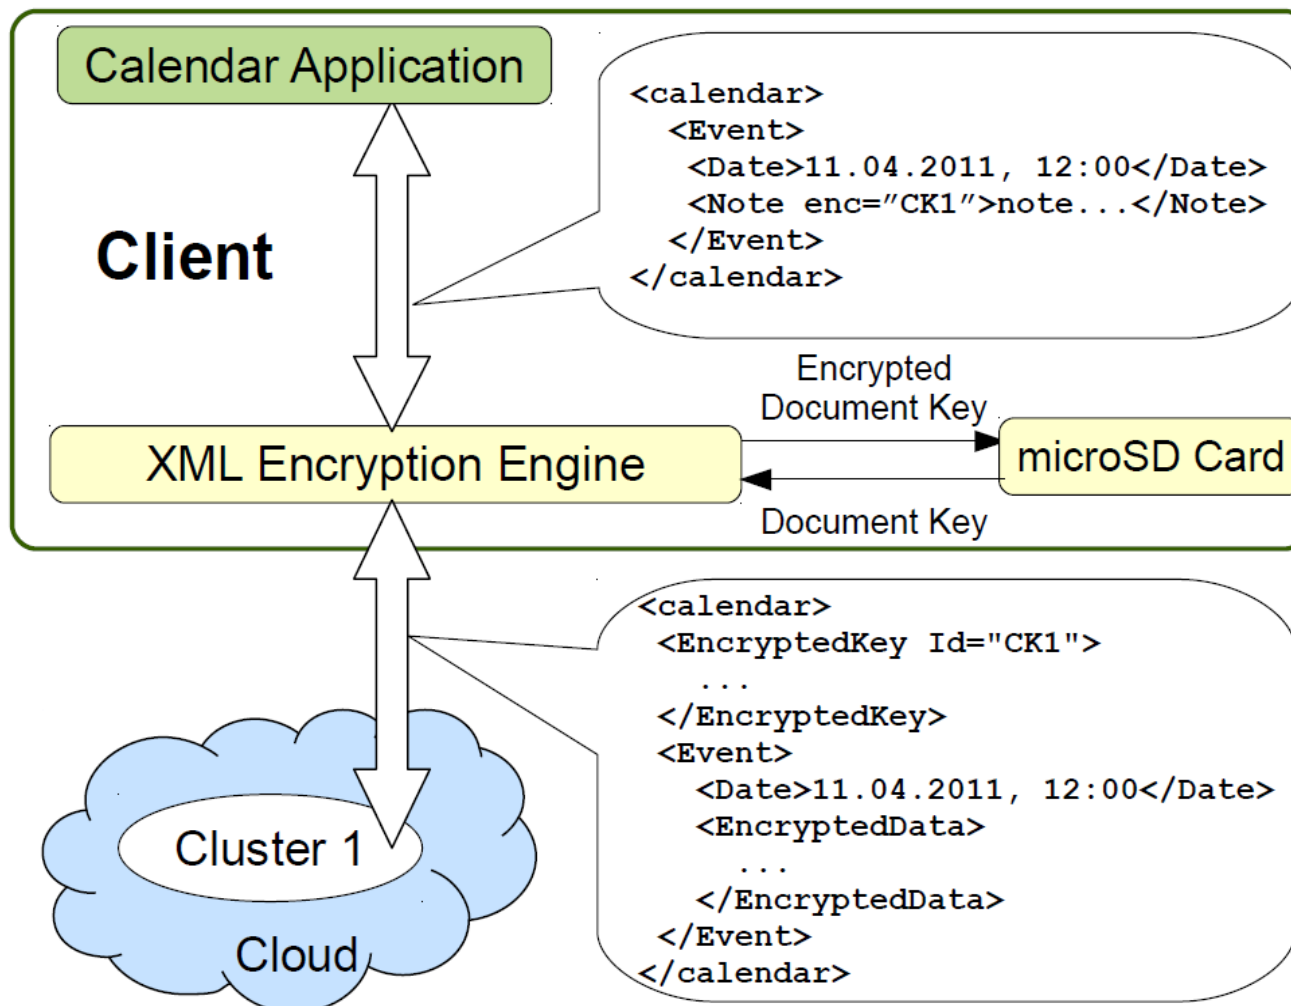 Calendar Application
<calendar>
<Event>
<Date>11.04.2011, 12:00</Date>
<Note enc=”CK1”>note...</Note>
</Event>
</calendar>
Client
Encrypted
Document Key
XML Encryption Engine
microSD Card
Document Key
<calendar>
<EncryptedKey Id="CK1">
...
</EncryptedKey>
<Event>
<Date>11.04.2011, 12:00</Date>
<EncryptedData>
...
</EncryptedData>
</Event>
</calendar>
Cluster 1
Cloud